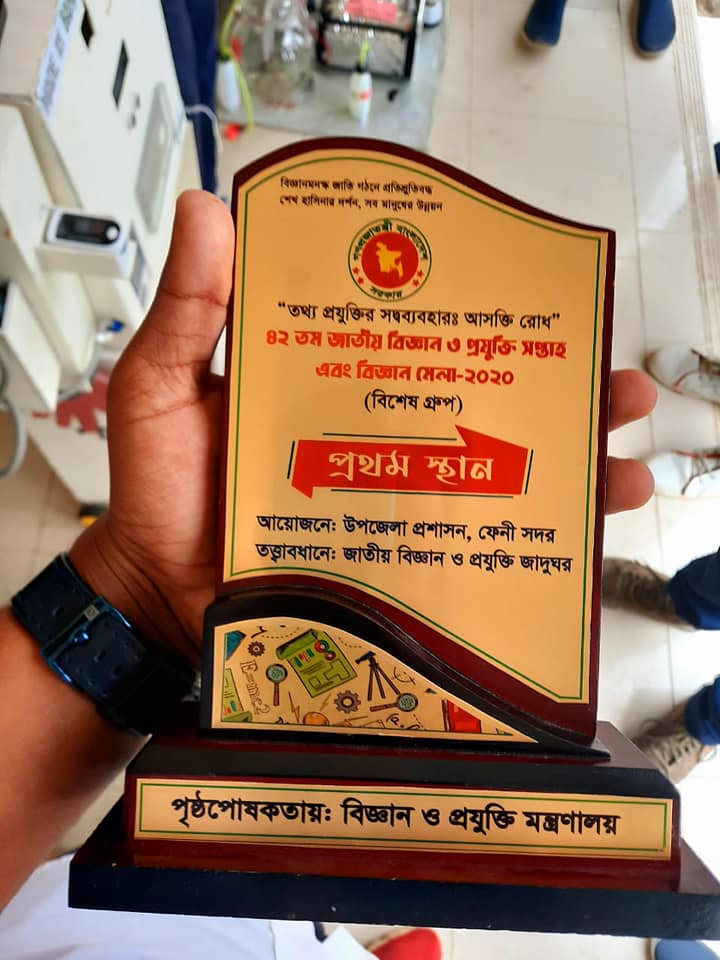 বিজ্ঞানমনস্ক জাতি গঠনে প্রতিশ্রুতিবদ্ধ
শেখ হাসিনার দর্শন, সব মানুষের উন্নয়ন
গণপ্রজাতন্ত্রী বাংলাদেশ
সরকার
“তথ্য প্রযুক্তির সদ্ব্যবহারঃ আসক্তি রোধ”
৪২ তম জাতীয় বিজ্ঞান ও প্রযুক্তি সপ্তাহ
এবং বিজ্ঞান মেলা-২০২০
(বিশেষ গ্রুপ)
প্রথম স্থান
আয়োজনে: উপজেলা প্রশাসন, ফেনী সদর
তত্ত্বাবধানে: জাতীয় বিজ্ঞান ও প্রযুক্তি জাদুঘর
E=mc2
পৃষ্ঠপোষকতায়: বিজ্ঞান ও প্রযুক্তি মন্ত্রণালয়